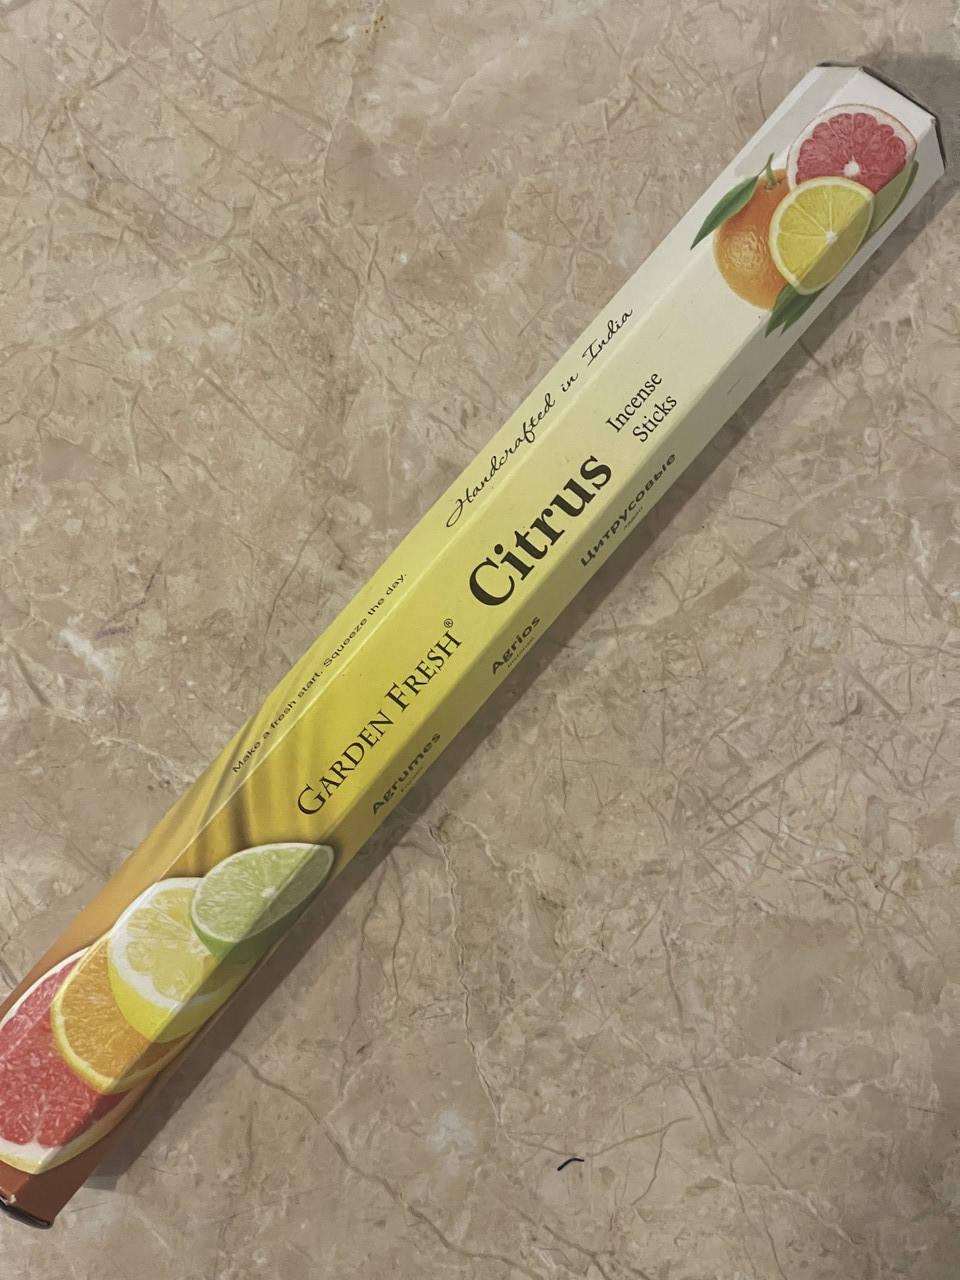 Make a fresh start. Squeeze the day.
Handcrafted in India
GARDEN FRESH®
Citrus
Incense
Sticks
Agrumes
Agrios
Цитрусовые